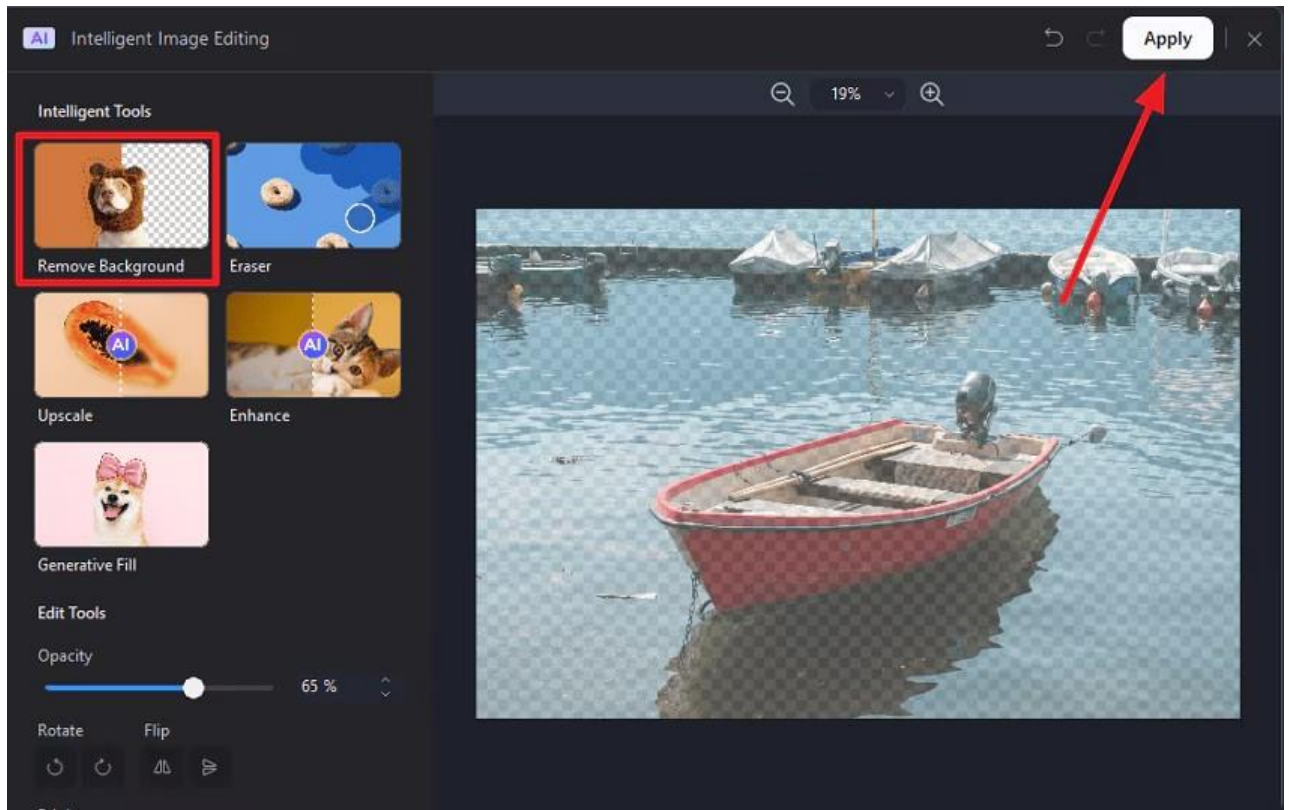 AI Intelligent Image Editing
Apply
Intelligent Tools
19%
Remove Background
Eraser
AI
AI
Upscale
Enhance
Generative Fill
Edit Tools
Opacity
65 %
Rotate
Flip